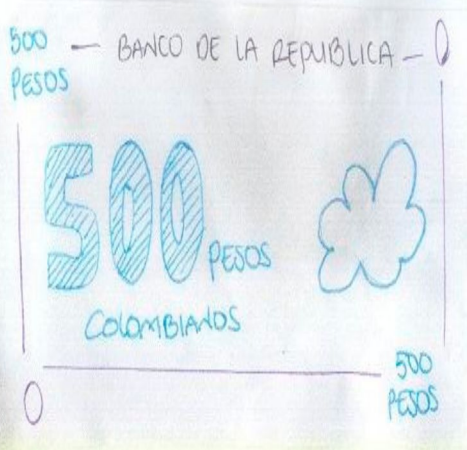 500 — BANCO DE LA REPUBLICA — 0
PESOS
500 PESOS
COLOMBIANOS
500
0 PESOS